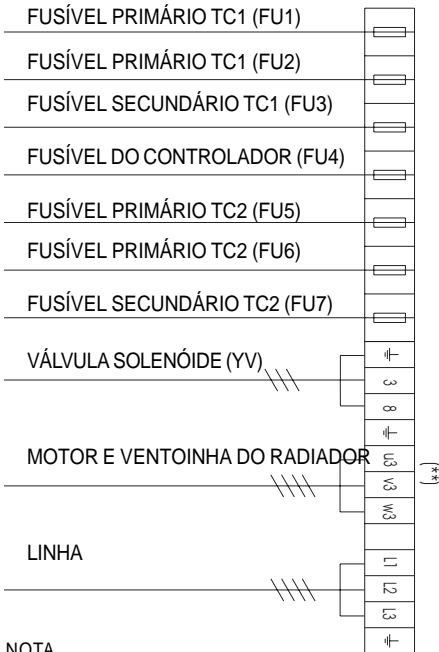 FUSÍVEL PRIMÁRIO TC1 (FU1)
FUSÍVEL PRIMÁRIO TC1 (FU2)
FUSÍVEL SECUNDÁRIO TC1 (FU3)
FUSÍVEL DO CONTROLADOR (FU4)
FUSÍVEL PRIMÁRIO TC2 (FU5)
FUSÍVEL PRIMÁRIO TC2 (FU6)
FUSÍVEL SECUNDÁRIO TC2 (FU7)
VÁLVULA SOLENÓIDE (YV)
3
8
MOTOR E VENTOINHA DO RADIADOR
U3
V3
W3
(**)
LINHA
L1
L2
L3
NOTA